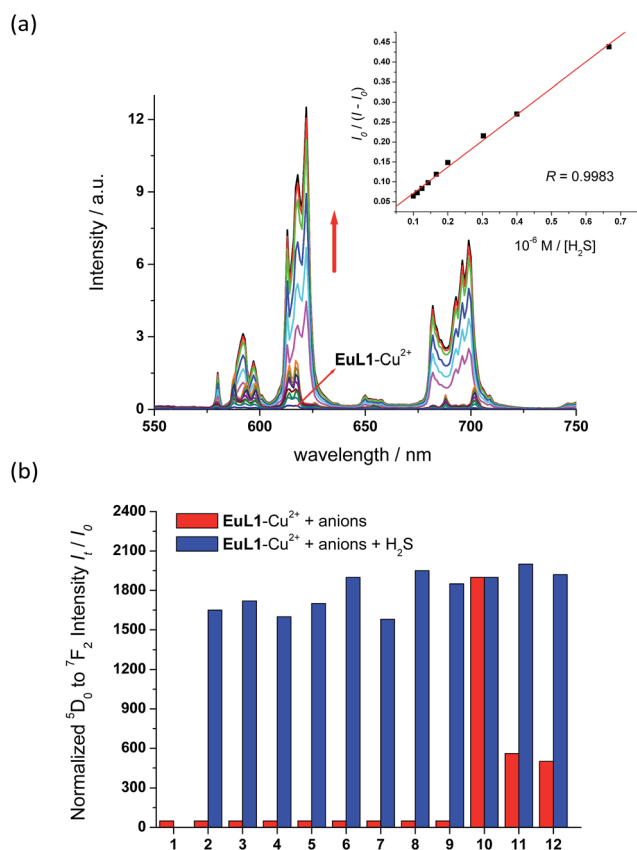 (a)
Intensity / a.u.
12
9
6
3
0
550
600
650
700
750
wavelength / nm
EuL1-Cu²⁺
I₀ / (I - I₀)
0.45
0.40
0.35
0.30
0.25
0.20
0.15
0.10
0.05
0.1
0.2
0.3
0.4
0.5
0.6
0.7
R = 0.9983
10⁻⁶ M / [H₂S]
(b)
Normalized ⁵D₀ to ⁷F₂ Intensity Iₜ / I₀
2400
2100
1800
1500
1200
900
600
300
0
EuL1-Cu²⁺ + anions
EuL1-Cu²⁺ + anions + H₂S
1 2 3 4 5 6 7 8 9 10 11 12